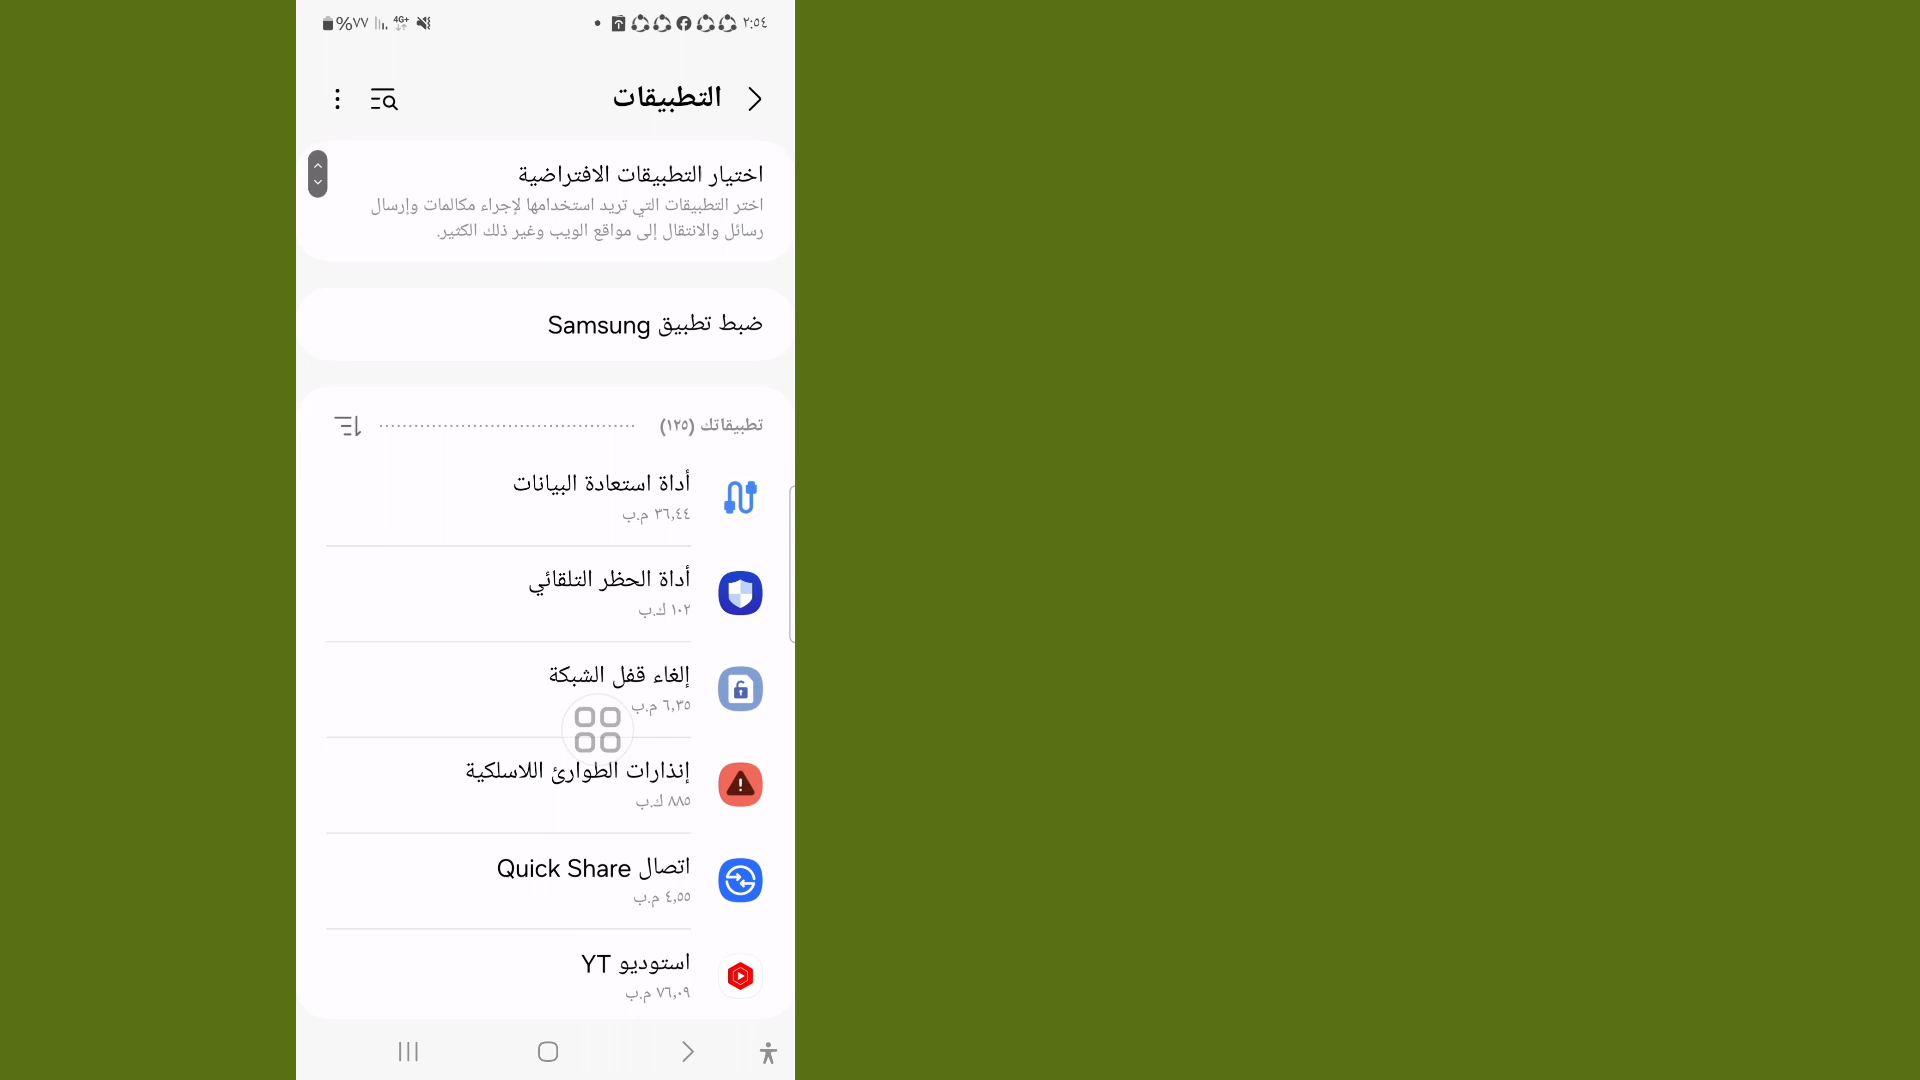 ٢:٥٤
4G+
%٧٧
التطبيقات
اختيار التطبيقات الافتراضية
اختر التطبيقات التي تريد استخدامها لإجراء مكالمات وإرسال
رسائل والانتقال إلى مواقع الويب وغير ذلك الكثير.
ضبط تطبيق Samsung
تطبيقاتك (١٢٥)
أداة استعادة البيانات
٣٦,٤٤ م.ب
أداة الحظر التلقائي
١٠٢ ك.ب
إلغاء قفل الشبكة
٦,٣٥ م.ب
إنذارات الطوارئ اللاسلكية
٨٨٥ ك.ب
اتصال Quick Share
٤,٥٥ م.ب
استوديو YT
٧٦,٠٩ م.ب